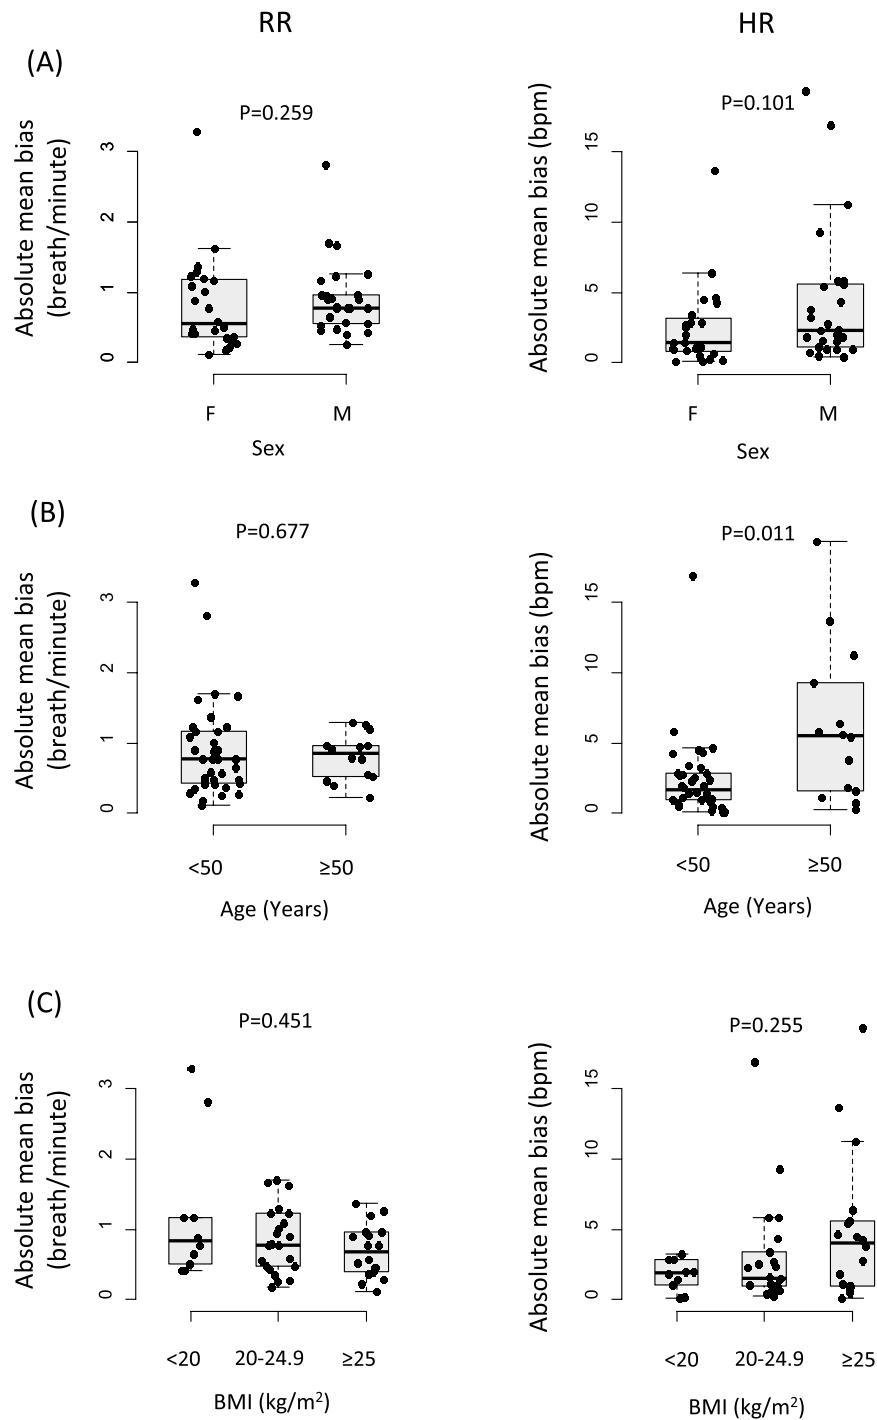 RR
HR
(A)
P=0.259
Absolute mean bias
(breath/minute)
0 1 2 3
F M
Sex
P=0.101
Absolute mean bias (bpm)
0 5 10 15
F M
Sex
(B)
P=0.677
Absolute mean bias
(breath/minute)
0 1 2 3
<50 ≥50
Age (Years)
P=0.011
Absolute mean bias (bpm)
0 5 10 15
<50 ≥50
Age (Years)
(C)
P=0.451
Absolute mean bias
(breath/minute)
0 1 2 3
<20 20-24.9 ≥25
BMI (kg/m²)
P=0.255
Absolute mean bias (bpm)
0 5 10 15
<20 20-24.9 ≥25
BMI (kg/m²)